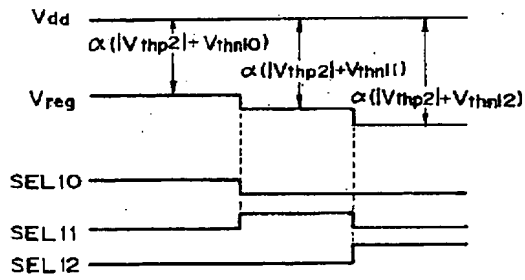 Vdd
α(|Vthp2|+Vthn10)
α(|Vthp2|+Vthn11)
α(|Vthp2|+Vthn12)
Vreg
SEL10
SEL11
SEL12